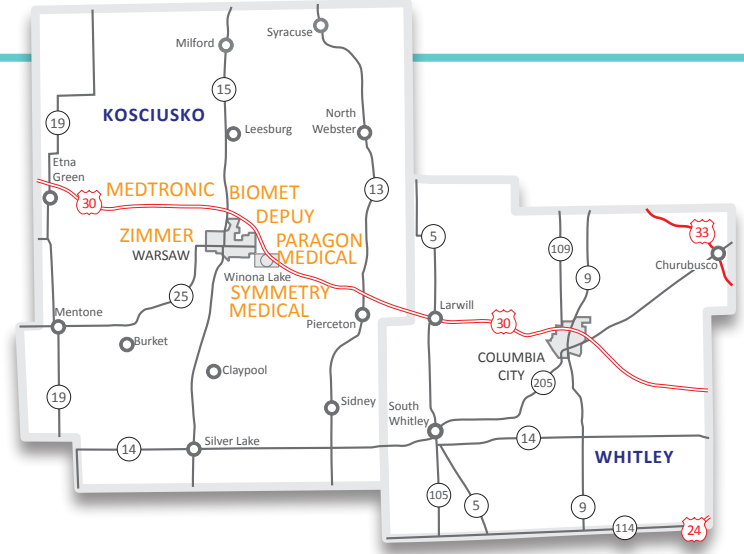 Syracuse
Milford
15
KOSCIUSKO
19
North
Webster
Leesburg
Etna
Green
13
MEDTRONIC
BIOMET
30
DEPUY
ZIMMER
PARAGON
MEDICAL
WARSAW
Winona Lake
SYMMETRY
MEDICAL
25
Mentone
Pierceton
Burket
Claypool
19
Sidney
Silver Lake
14
5
109
33
9
Churubusco
Larwill
30
COLUMBIA
CITY
205
South
Whitley
14
WHITLEY
105
5
9
114
24